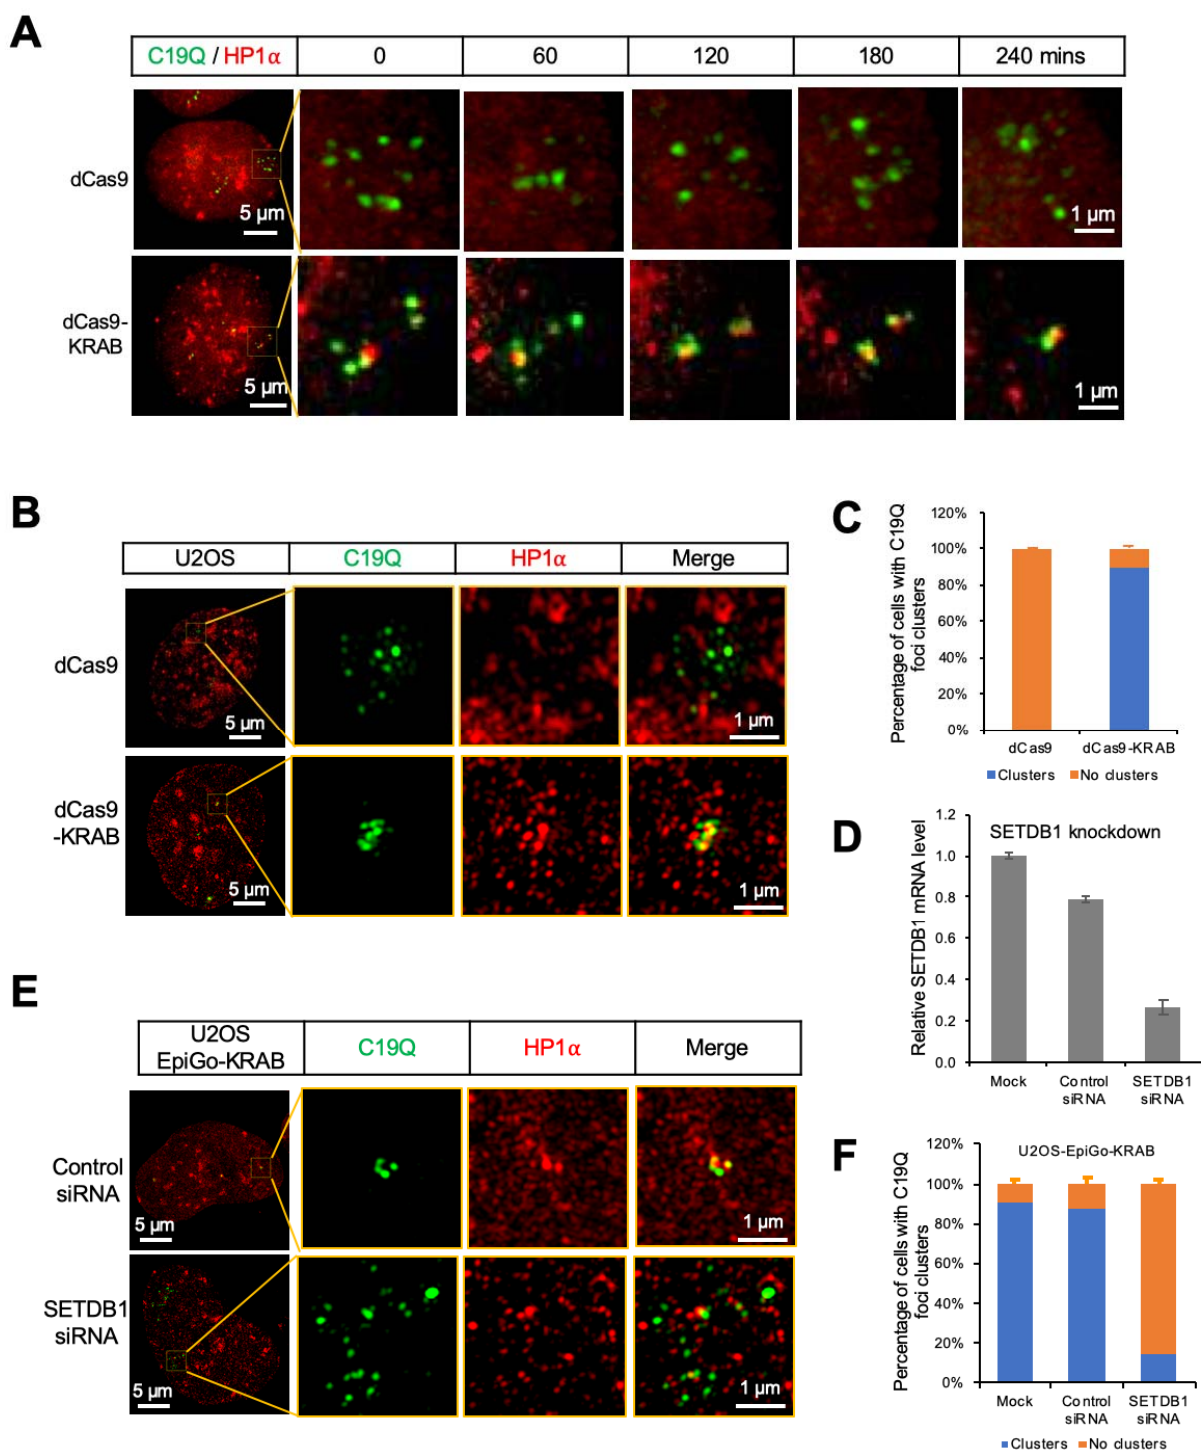 A
C19Q / HP1α 0 60 120 180 240 mins
dCas9
5 µm
1 µm
dCas9-
KRAB
5 µm
1 µm
B
U2OS C19Q HP1α Merge
dCas9
5 µm
1 µm
dCas9
-KRAB
5 µm
1 µm
C
Percentage of cells with C19Q
foci clusters
120%
100%
80%
60%
40%
20%
0%
dCas9 dCas9-KRAB
Clusters No clusters
D
SETDB1 knockdown
Relative SETDB1 mRNA level
1.2
1.0
0.8
0.6
0.4
0.2
0.0
Mock Control SETDB1
siRNA siRNA
E
U2OS
EpiGo-KRAB C19Q HP1α Merge
Control
siRNA
5 µm
1 µm
SETDB1
siRNA
5 µm
1 µm
F
U2OS-EpiGo-KRAB
Percentage of cells with C19Q
foci clusters
120%
100%
80%
60%
40%
20%
0%
Mock Control SETDB1
siRNA siRNA
Clusters No clusters